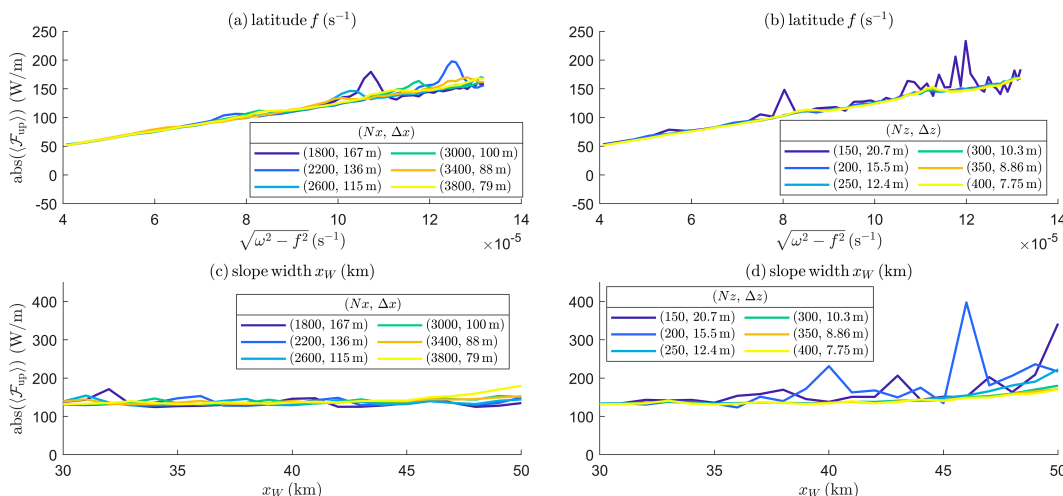 (a) latitude f (s⁻¹)
250
200
150
100
50
0
-50
abs(⟨ℱ_up⟩) (W/m)
(Nx, Δx)
(1800, 167 m) (3000, 100 m)
(2200, 136 m) (3400, 88 m)
(2600, 115 m) (3800, 79 m)
4 6 8 10 12 14
√(ω² − f²) (s⁻¹)
×10⁻⁵
(b) latitude f (s⁻¹)
250
200
150
100
50
0
-50
(Nz, Δz)
(150, 20.7 m) (300, 10.3 m)
(200, 15.5 m) (350, 8.86 m)
(250, 12.4 m) (400, 7.75 m)
4 6 8 10 12 14
√(ω² − f²) (s⁻¹)
×10⁻⁵
(c) slope width x_W (km)
400
300
200
100
0
abs(⟨ℱ_up⟩) (W/m)
(Nx, Δx)
(1800, 167 m) (3000, 100 m)
(2200, 136 m) (3400, 88 m)
(2600, 115 m) (3800, 79 m)
30 35 40 45 50
x_W (km)
(d) slope width x_W (km)
400
300
200
100
0
(Nz, Δz)
(150, 20.7 m) (300, 10.3 m)
(200, 15.5 m) (350, 8.86 m)
(250, 12.4 m) (400, 7.75 m)
30 35 40 45 50
x_W (km)